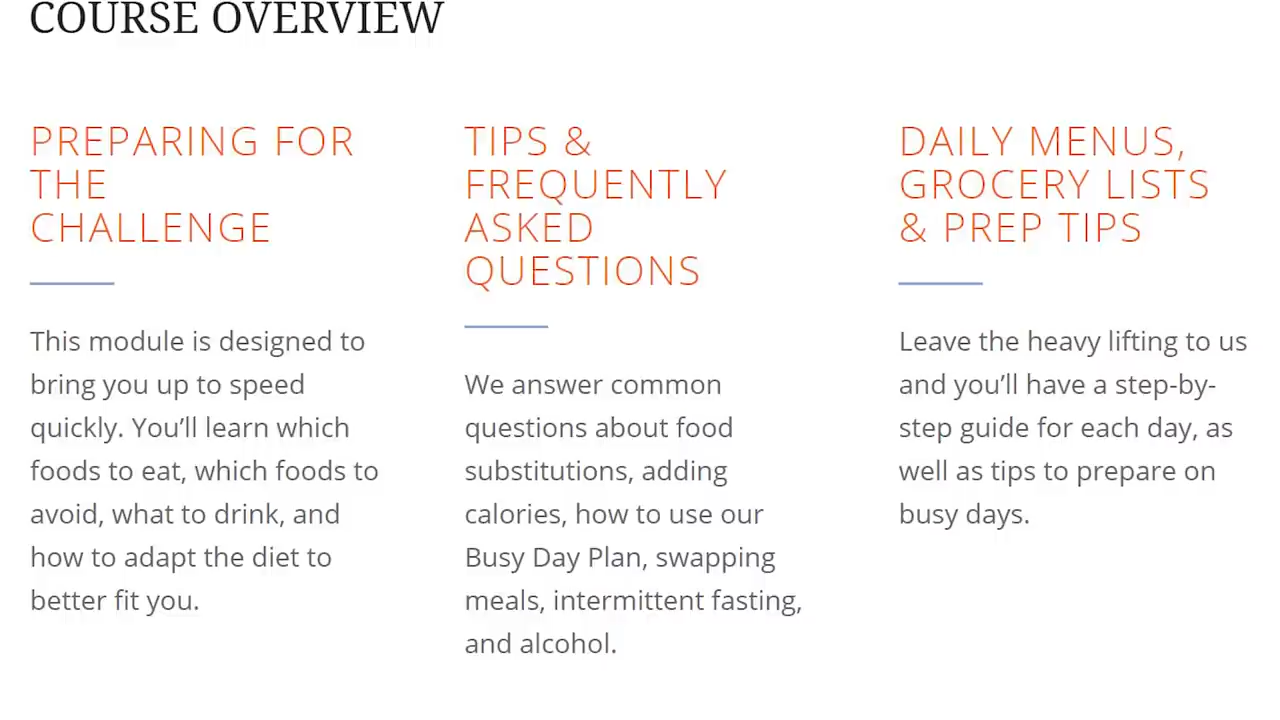 COURSE OVERVIEW
PREPARING FOR
THE
CHALLENGE
This module is designed to
bring you up to speed
quickly. You’ll learn which
foods to eat, which foods to
avoid, what to drink, and
how to adapt the diet to
better fit you.
TIPS &
FREQUENTLY
ASKED
QUESTIONS
We answer common
questions about food
substitutions, adding
calories, how to use our
Busy Day Plan, swapping
meals, intermittent fasting,
and alcohol.
DAILY MENUS,
GROCERY LISTS
& PREP TIPS
Leave the heavy lifting to us
and you’ll have a step-by-
step guide for each day, as
well as tips to prepare on
busy days.